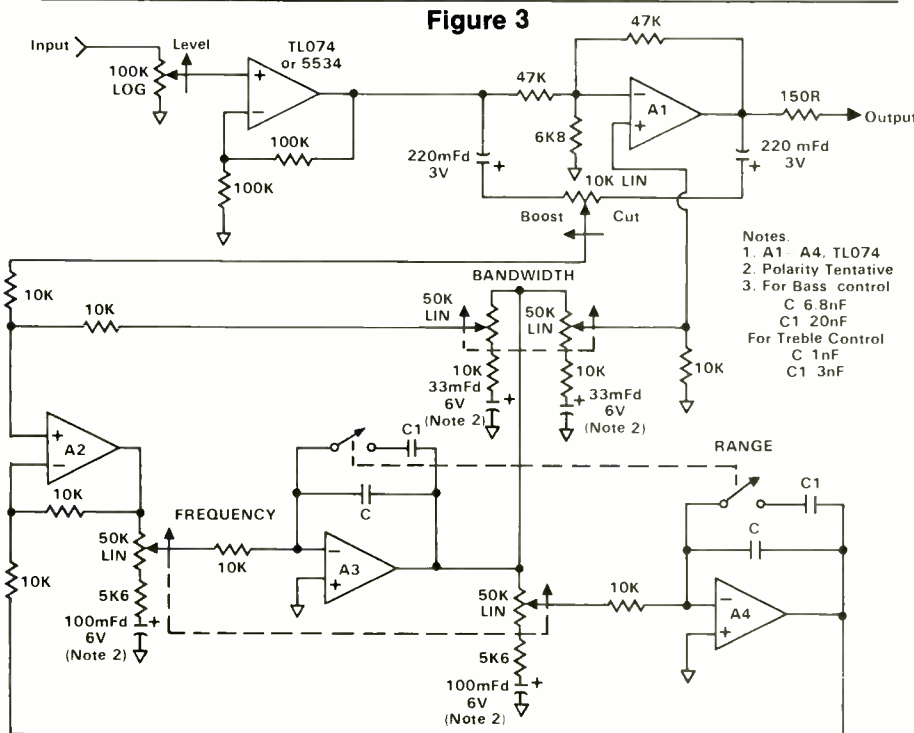 Figure 3
Input
Level
100K
LOG
TL074
or 5534
+
−
100K
100K
47K
47K
−
A1
+
150R
Output
6K8
220mFd
3V
+
10K LIN
220 mFd
3V
+
Boost
Cut
Notes.
1. A1–A4, TL074
2. Polarity Tentative
3. For Bass control
C 6.8nF
C1 20nF
For Treble Control
C 1nF
C1 3nF
BANDWIDTH
10K
10K
50K
LIN
50K
LIN
10K
33mFd
6V
(Note 2)
+
10K
33mFd
6V
(Note 2)
+
10K
+
A2
−
10K
10K
FREQUENCY
50K
LIN
5K6
100mFd
6V
(Note 2)
+
10K
C1
C
−
A3
+
50K
LIN
5K6
100mFd
6V
(Note 2)
+
RANGE
C1
C
10K
−
A4
+